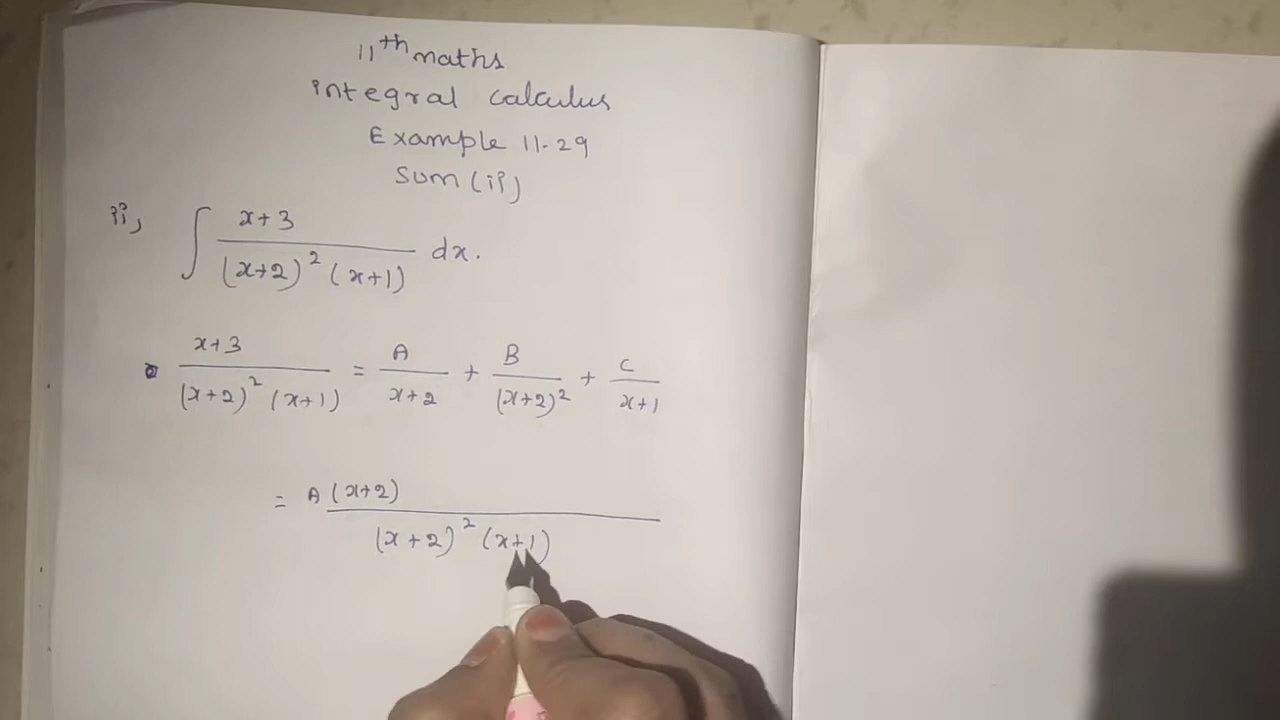 11th maths
integral calculus
Example 11.29
Sum (ii)
ii, ∫ x+3 / (x+2)² (x+1) dx.
x+3 / (x+2)² (x+1) = A / x+2 + B / (x+2)² + C / x+1
= A (x+2) / (x+2)² (x+1)